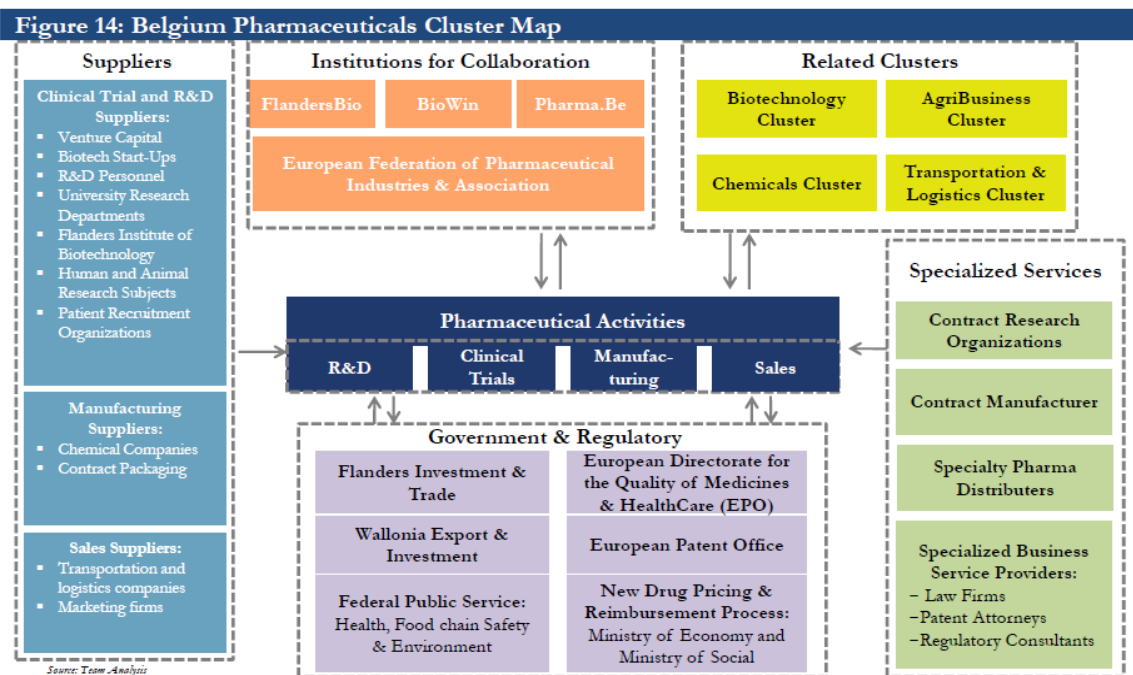 Figure 14: Belgium Pharmaceuticals Cluster Map
Suppliers
Clinical Trial and R&D
Suppliers:
▪ Venture Capital
▪ Biotech Start-Ups
▪ R&D Personnel
▪ University Research
Departments
▪ Flanders Institute of
Biotechnology
▪ Human and Animal
Research Subjects
▪ Patient Recruitment
Organizations
Manufacturing
Suppliers:
▪ Chemical Companies
▪ Contract Packaging
Sales Suppliers:
▪ Transportation and
logistics companies
▪ Marketing firms
Institutions for Collaboration
FlandersBio
BioWin
Pharma.Be
European Federation of Pharmaceutical
Industries & Association
Related Clusters
Biotechnology
Cluster
AgriBusiness
Cluster
Chemicals Cluster
Transportation &
Logistics Cluster
Pharmaceutical Activities
R&D
Clinical
Trials
Manufac-
turing
Sales
Government & Regulatory
Flanders Investment &
Trade
European Directorate for
the Quality of Medicines
& HealthCare (EPO)
Wallonia Export &
Investment
European Patent Office
Federal Public Service:
Health, Food chain Safety
& Environment
New Drug Pricing &
Reimbursement Process:
Ministry of Economy and
Ministry of Social
Specialized Services
Contract Research
Organizations
Contract Manufacturer
Specialty Pharma
Distributers
Specialized Business
Service Providers:
– Law Firms
–Patent Attorneys
–Regulatory Consultants
Source: Team Analysis